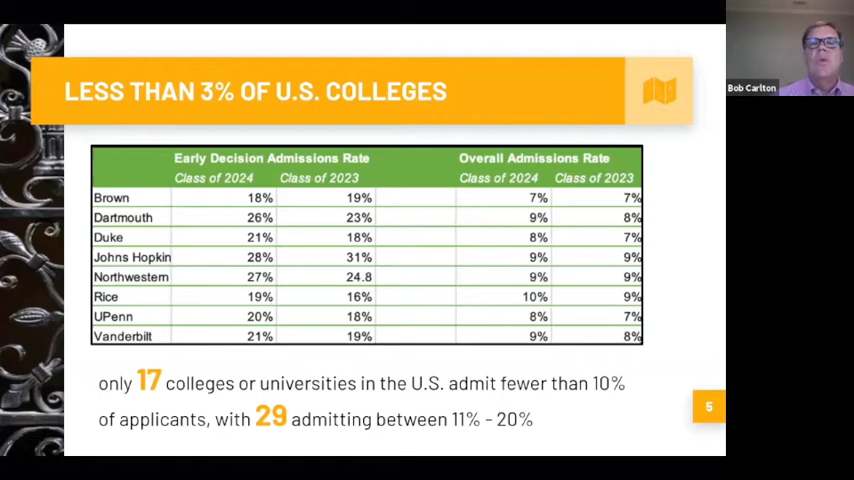 Bob Carlton
LESS THAN 3% OF U.S. COLLEGES
Early Decision Admissions Rate Overall Admissions Rate
Class of 2024 Class of 2023 Class of 2024 Class of 2023
Brown 18% 19% 7% 7%
Dartmouth 26% 23% 9% 8%
Duke 21% 18% 8% 7%
Johns Hopkin 28% 31% 9% 9%
Northwestern 27% 24.8 9% 9%
Rice 19% 16% 10% 9%
UPenn 20% 18% 8% 7%
Vanderbilt 21% 19% 9% 8%
only 17 colleges or universities in the U.S. admit fewer than 10%
of applicants, with 29 admitting between 11% - 20%
5